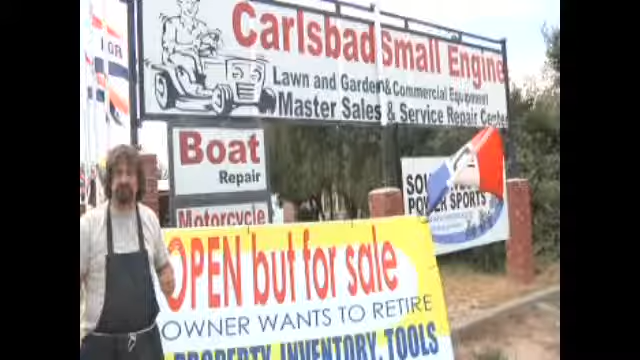 Carlsbad Small Engine
Lawn and Garden & Commercial Equipment
Master Sales & Service Repair Center
Boat
Repair
Motorcycle
POWER SPORTS
OPEN but for sale
OWNER WANTS TO RETIRE
PROPERTY, INVENTORY, TOOLS